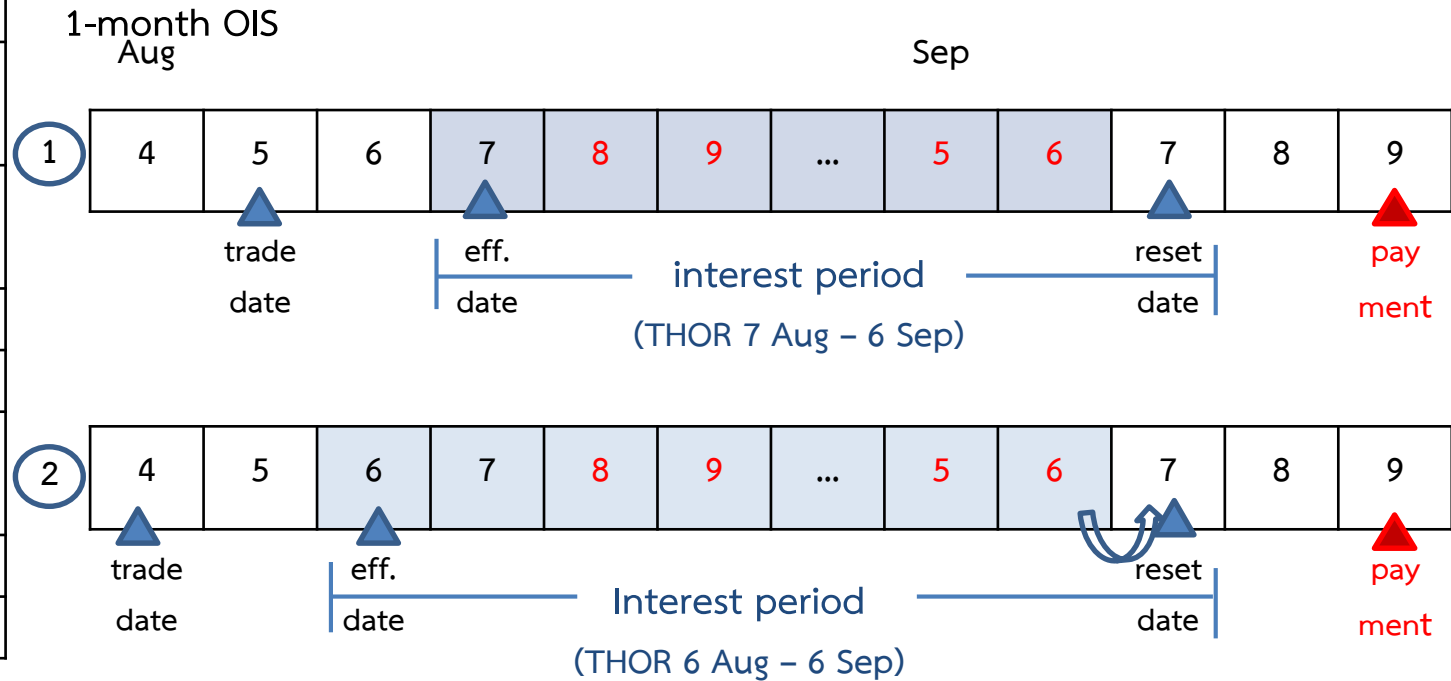 1-month OIS
Aug Sep
1 4 5 6 7 8 9 ... 5 6 7 8 9
trade eff. reset pay
date date interest period date ment
(THOR 7 Aug – 6 Sep)
2 4 5 6 7 8 9 ... 5 6 7 8 9
trade eff. reset pay
date date Interest period date ment
(THOR 6 Aug – 6 Sep)